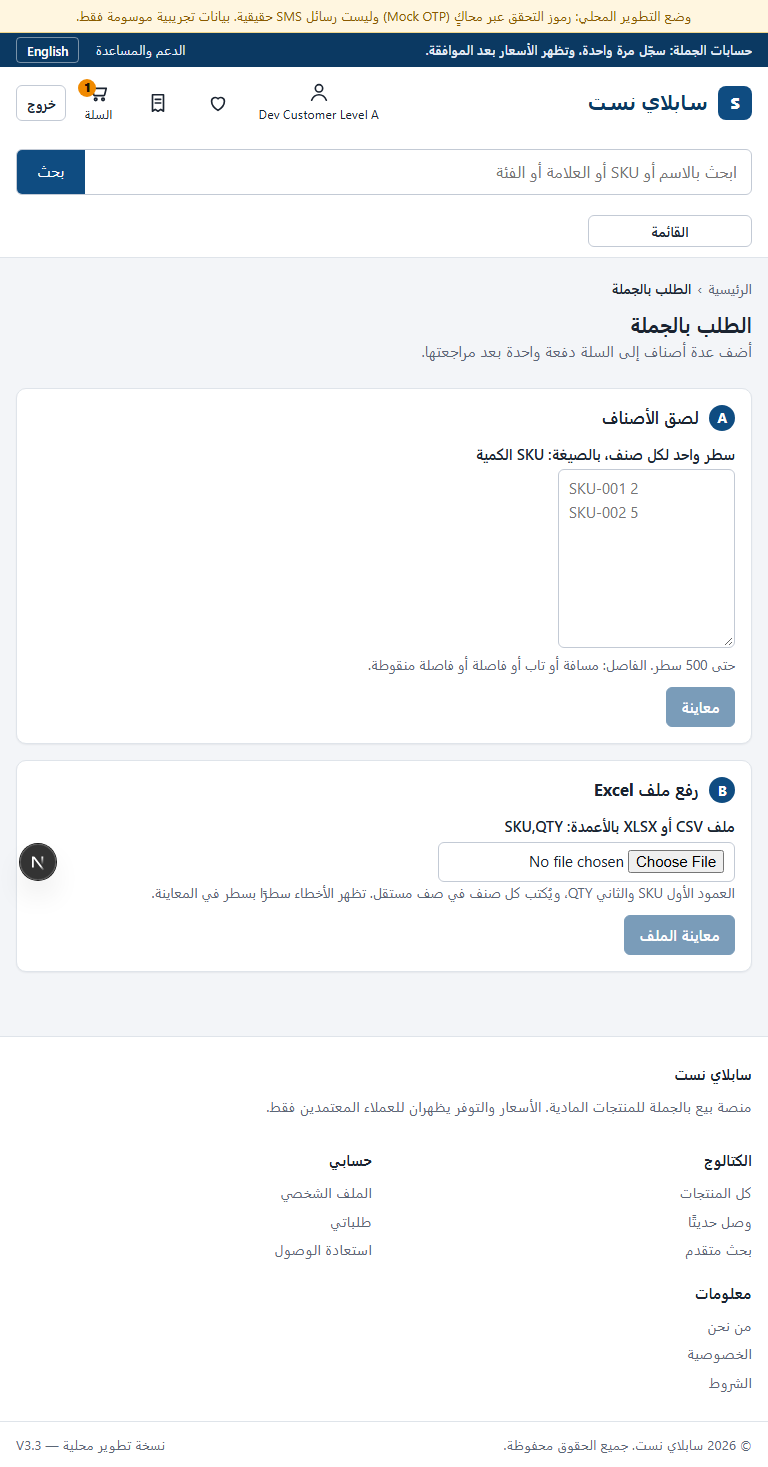 وضع التطوير المحلي: رموز التحقق عبر محاكٍ (Mock OTP) وليست رسائل SMS حقيقية. بيانات تجريبية موسومة فقط.
حسابات الجملة: سجّل مرة واحدة، وتظهر الأسعار بعد الموافقة.
الدعم والمساعدة
English
S
سابلاي نست
Dev Customer Level A
1
السلة
خروج
ابحث بالاسم أو SKU أو العلامة أو الفئة
بحث
القائمة
الرئيسية › الطلب بالجملة
الطلب بالجملة
أضف عدة أصناف إلى السلة دفعة واحدة بعد مراجعتها.
A لصق الأصناف
سطر واحد لكل صنف، بالصيغة: SKU الكمية
SKU-001 2
SKU-002 5
حتى 500 سطر. الفاصل: مسافة أو تاب أو فاصلة أو فاصلة منقوطة.
معاينة
B رفع ملف Excel
ملف CSV أو XLSX بالأعمدة: SKU,QTY
Choose File No file chosen
العمود الأول SKU والثاني QTY، ويُكتب كل صنف في صف مستقل. تظهر الأخطاء سطرًا بسطر في المعاينة.
معاينة الملف
N
سابلاي نست
منصة بيع بالجملة للمنتجات المادية. الأسعار والتوفر يظهران للعملاء المعتمدين فقط.
الكتالوج
كل المنتجات
وصل حديثًا
بحث متقدم
حسابي
الملف الشخصي
طلباتي
استعادة الوصول
معلومات
من نحن
الخصوصية
الشروط
© 2026 سابلاي نست. جميع الحقوق محفوظة.
نسخة تطوير محلية — V3.3